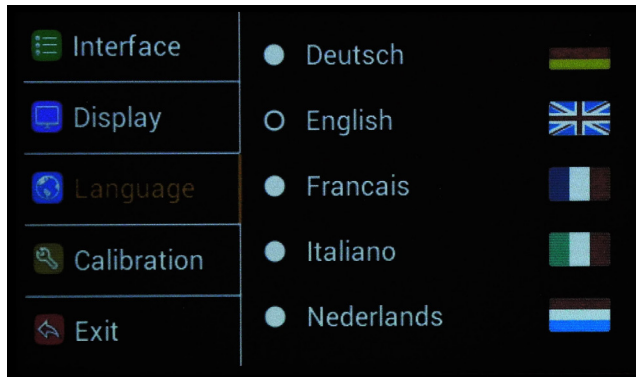 Interface
Display
Language
Calibration
Exit
Deutsch
English
Francais
Italiano
Nederlands